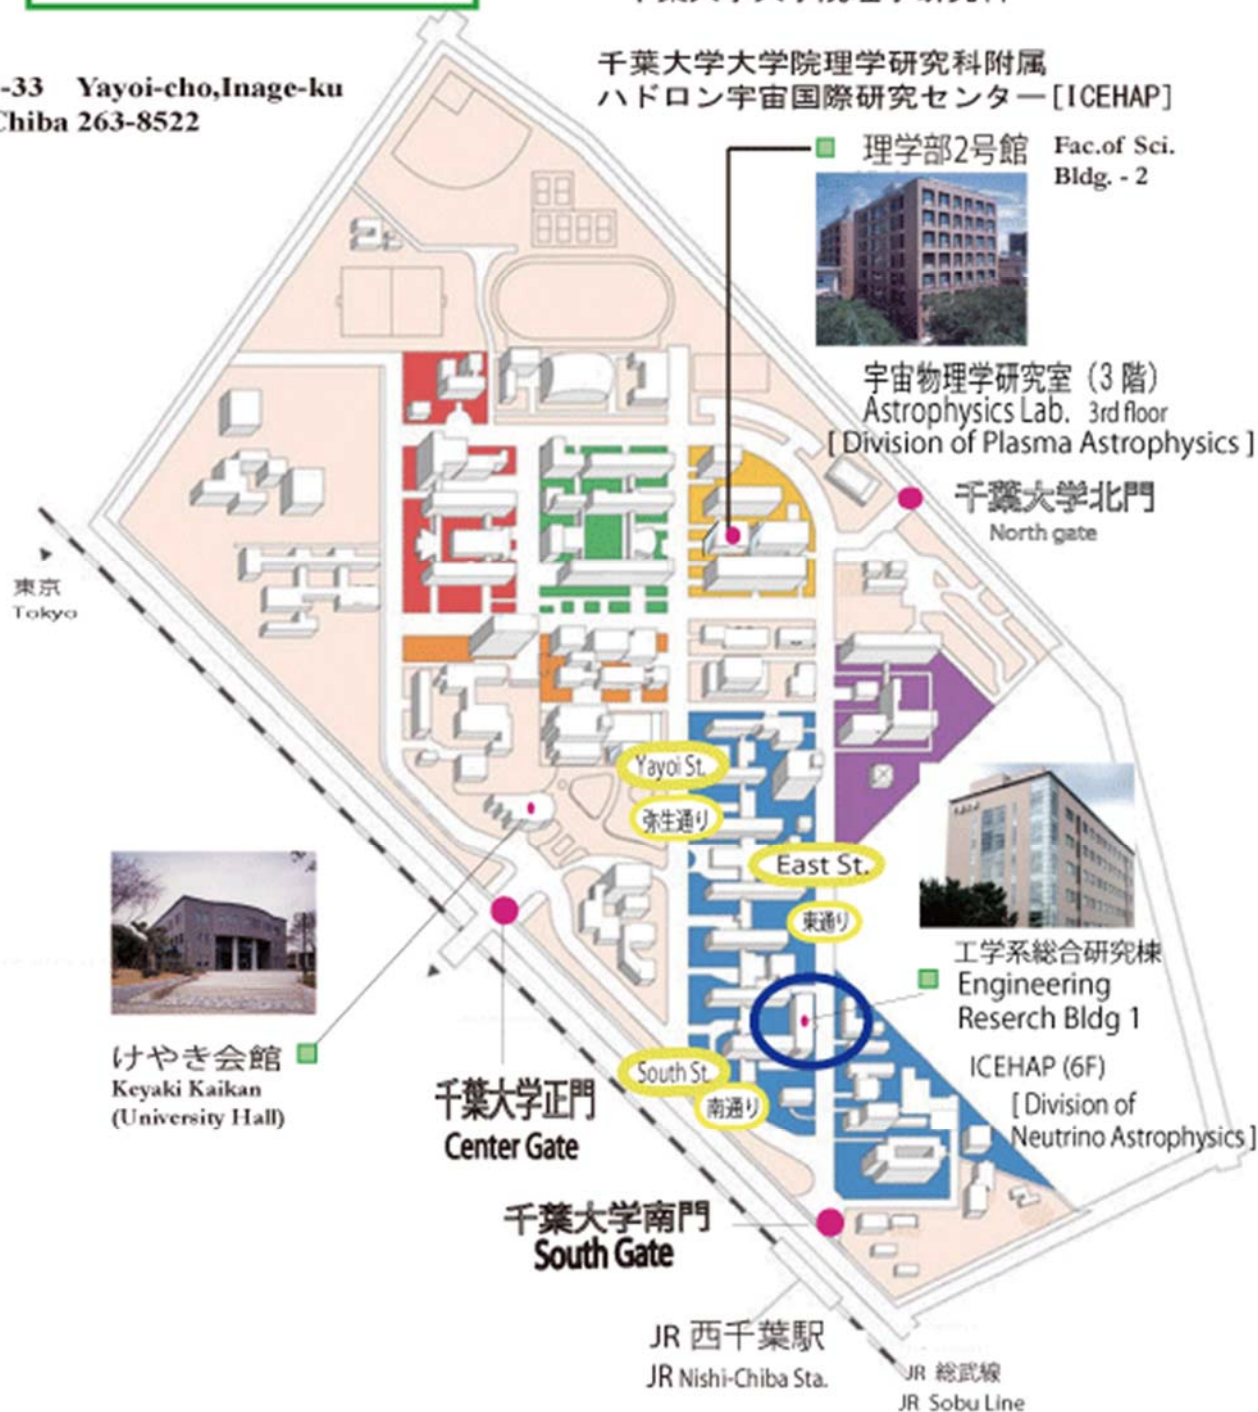 -33 Yayoi-cho,Inage-ku
Chiba 263-8522
千葉大学大学院理学研究科附属
ハドロン宇宙国際研究センター[ICEHAP]
理学部2号館
Fac.of Sci.
Bldg. - 2
宇宙物理学研究室（3階）
Astrophysics Lab. 3rd floor
[ Division of Plasma Astrophysics ]
千葉大学北門
North gate
東京
Tokyo
Yayoi St.
弥生通り
East St.
東通り
工学系総合研究棟
Engineering
Reserch Bldg 1
ICEHAP (6F)
[ Division of
Neutrino Astrophysics ]
けやき会館
Keyaki Kaikan
(University Hall)
千葉大学正門
Center Gate
South St.
南通り
千葉大学南門
South Gate
JR 西千葉駅
JR Nishi-Chiba Sta.
JR 総武線
JR Sobu Line